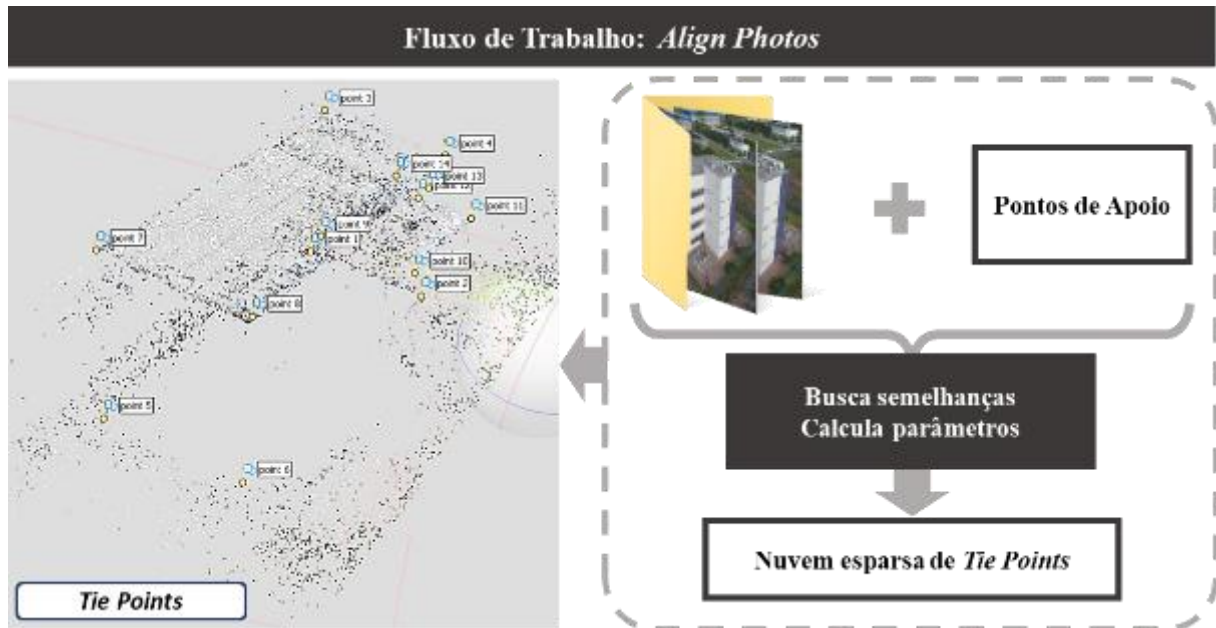 Fluxo de Trabalho: Align Photos
point 3
point 4
point 14
point 13
point 12
point 11
point 9
point 1
point 7
point 10
point 2
point 8
point 5
point 6
Tie Points
Pontos de Apoio
Busca semelhanças
Calcula parâmetros
Nuvem esparsa de Tie Points